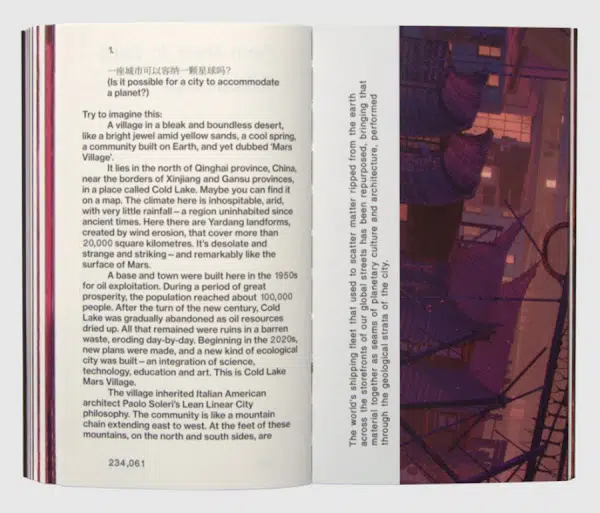 1.
一座城市可以容纳一颗星球吗?
(Is it possible for a city to accommodate
a planet?)
Try to imagine this:
A village in a bleak and boundless desert,
like a bright jewel amid yellow sands, a cool spring,
a community built on Earth, and yet dubbed ‘Mars
Village’.
It lies in the north of Qinghai province, China,
near the borders of Xinjiang and Gansu provinces,
in a place called Cold Lake. Maybe you can find it
on a map. The climate here is inhospitable, arid,
with very little rainfall – a region uninhabited since
ancient times. Here there are Yardang landforms,
created by wind erosion, that cover more than
20,000 square kilometres. It’s desolate and
strange and striking – and remarkably like the
surface of Mars.
A base and town were built here in the 1950s
for oil exploitation. During a period of great
prosperity, the population reached about 100,000
people. After the turn of the new century, Cold
Lake was gradually abandoned as oil resources
dried up. All that remained were ruins in a barren
waste, eroding day-by-day. Beginning in the 2020s,
new plans were made, and a new kind of ecological
city was built – an integration of science,
technology, education and art. This is Cold Lake
Mars Village.
The village inherited Italian American
architect Paolo Soleri’s Lean Linear City
philosophy. The community is like a mountain
chain extending east to west. At the feet of these
mountains, on the north and south sides, are
234,061
The world’s shipping fleet that used to scatter matter ripped from the earth
across the storefronts of our global streets has been repurposed, bringing that
material together as seams of planetary culture and architecture, performed
through the geological strata of the city.